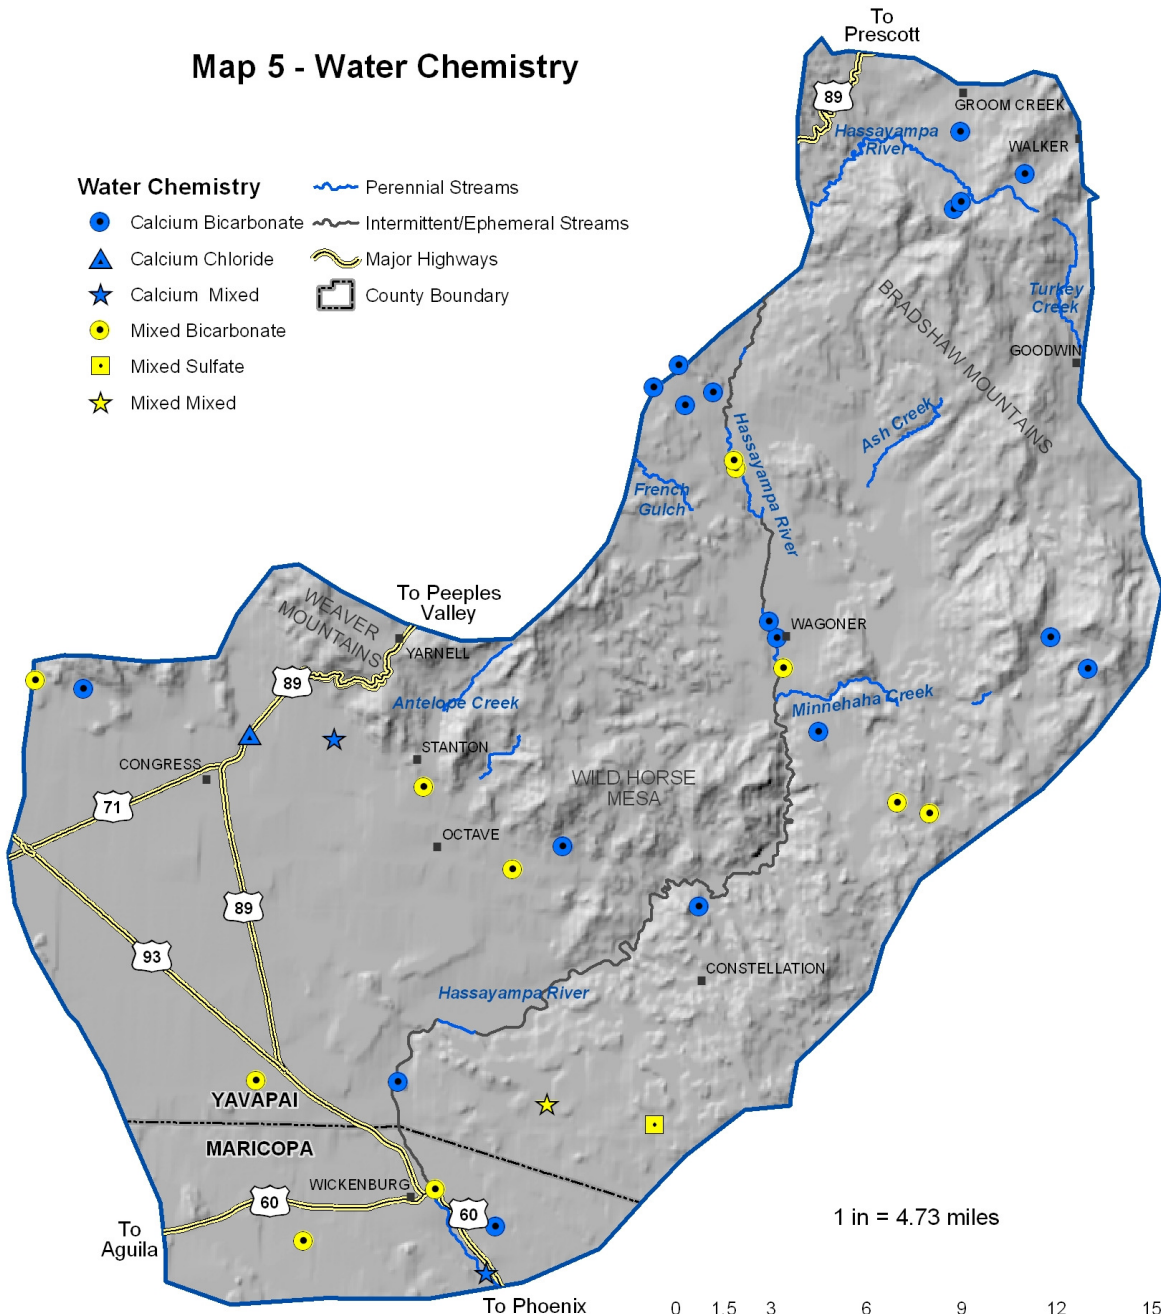 Map 5 - Water Chemistry
To
Prescott
89
GROOM CREEK
Hassayampa
River
WALKER
Water Chemistry
Calcium Bicarbonate
Calcium Chloride
Calcium Mixed
Mixed Bicarbonate
Mixed Sulfate
Mixed Mixed
Perennial Streams
Intermittent/Ephemeral Streams
Major Highways
County Boundary
Turkey
Creek
BRADSHAW MOUNTAINS
GOODWIN
Ash Creek
Hassayampa River
French
Gulch
To Peeples
Valley
WEAVER
MOUNTAINS
YARNELL
WAGONER
89
Antelope Creek
Minnehaha Creek
STANTON
CONGRESS
WILD HORSE
MESA
71
OCTAVE
89
93
CONSTELLATION
Hassayampa River
YAVAPAI
MARICOPA
WICKENBURG
60
60
To
Aguila
1 in = 4.73 miles
To Phoenix
0 1.5 3 6 9 12 15